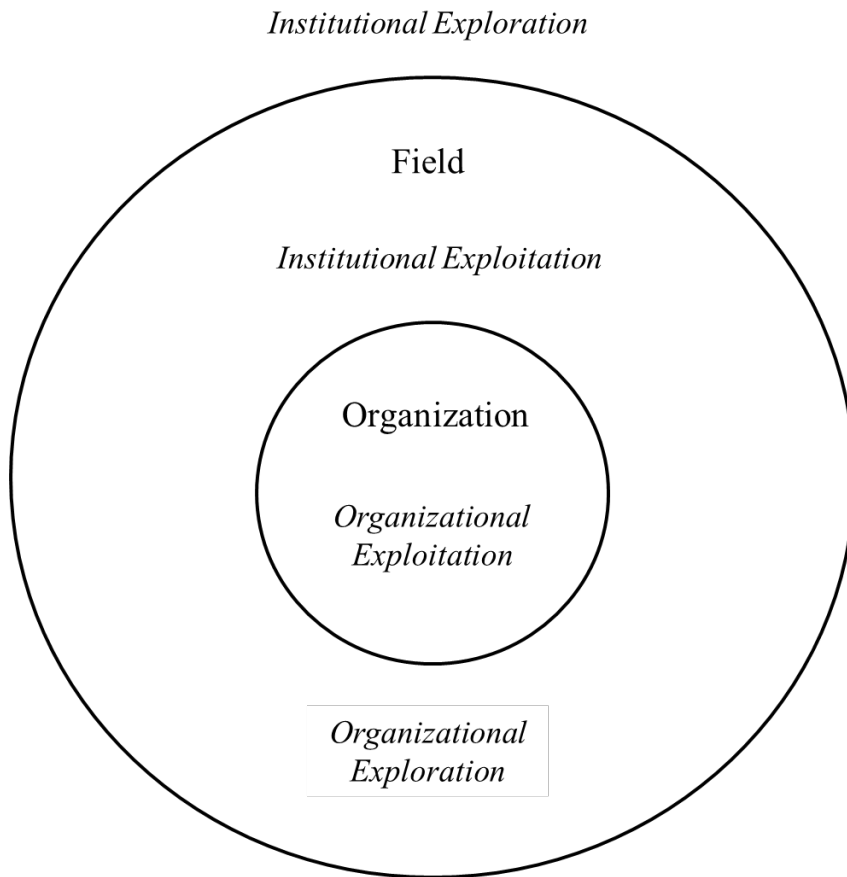 Institutional Exploration
Field
Institutional Exploitation
Organization
Organizational
Exploitation
Organizational
Exploration